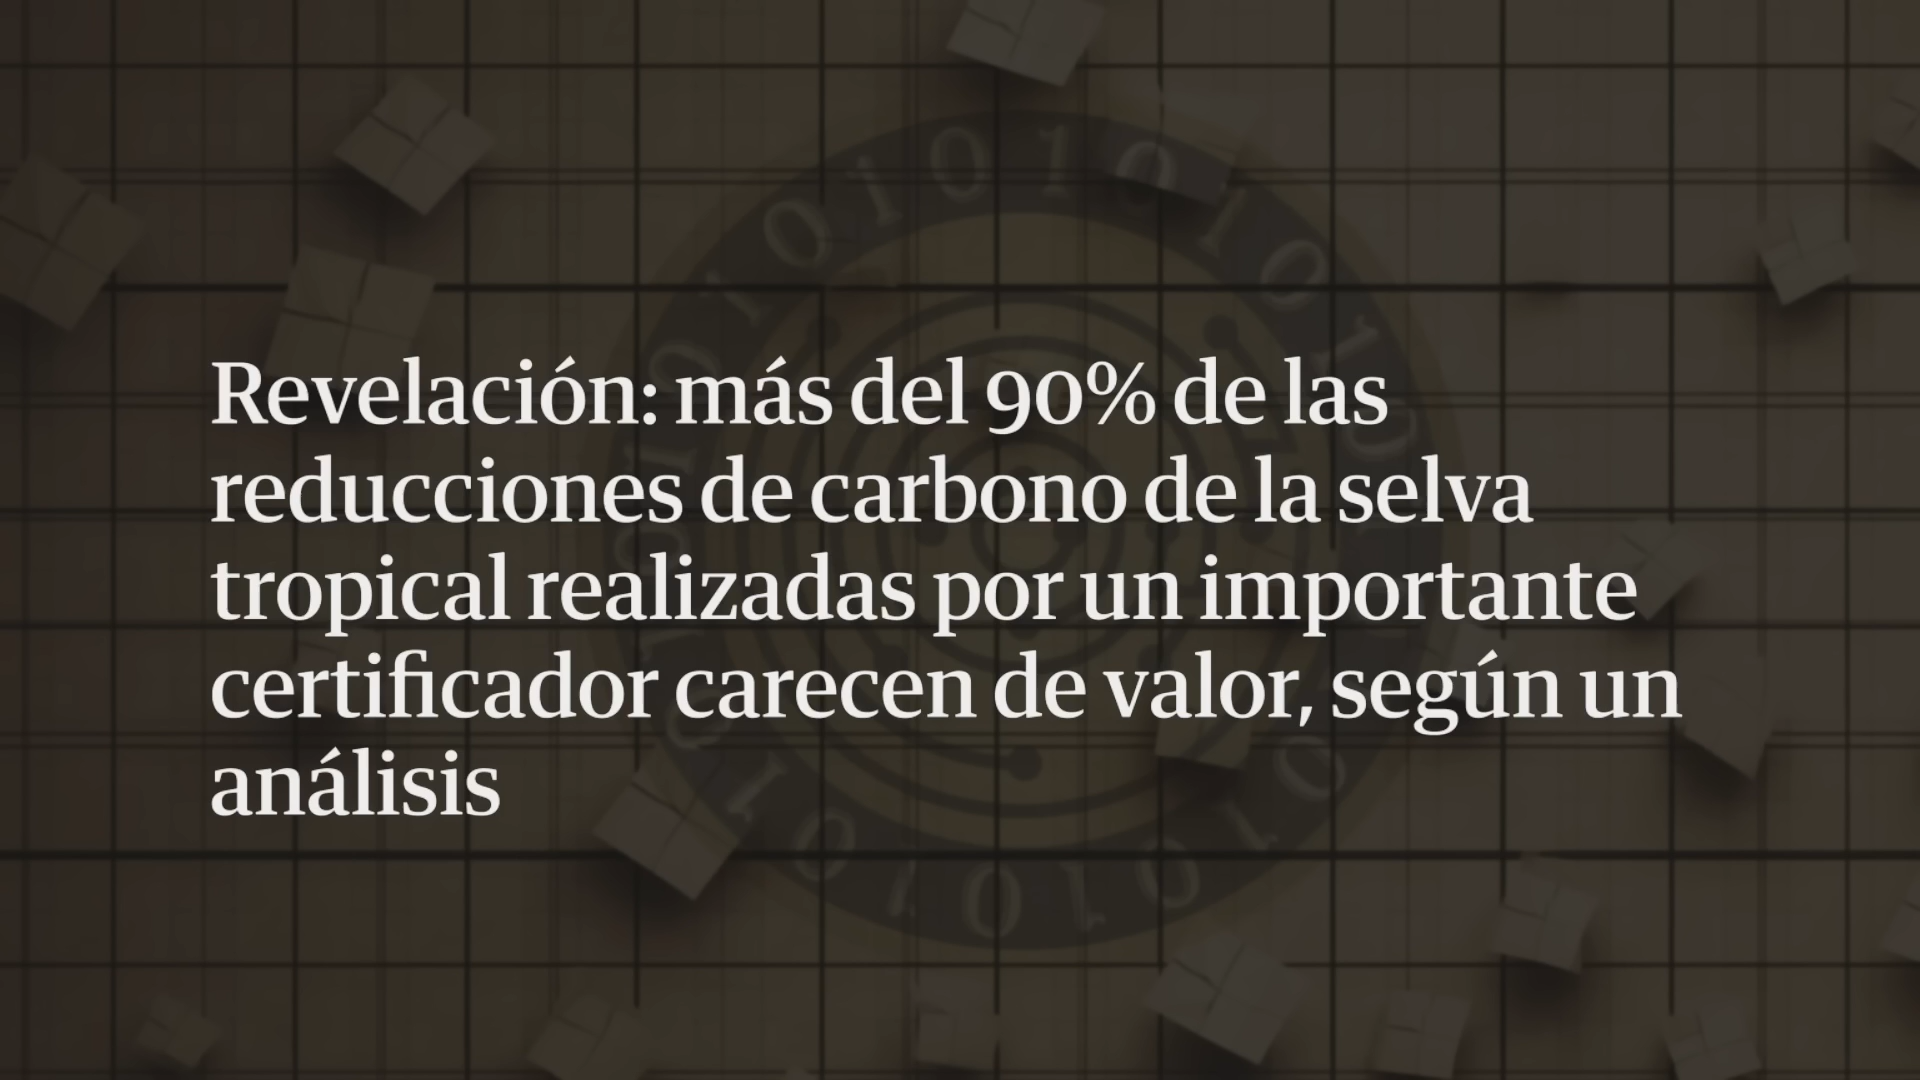 Revelación: más del 90% de las
reducciones de carbono de la selva
tropical realizadas por un importante
certificador carecen de valor, según un
análisis